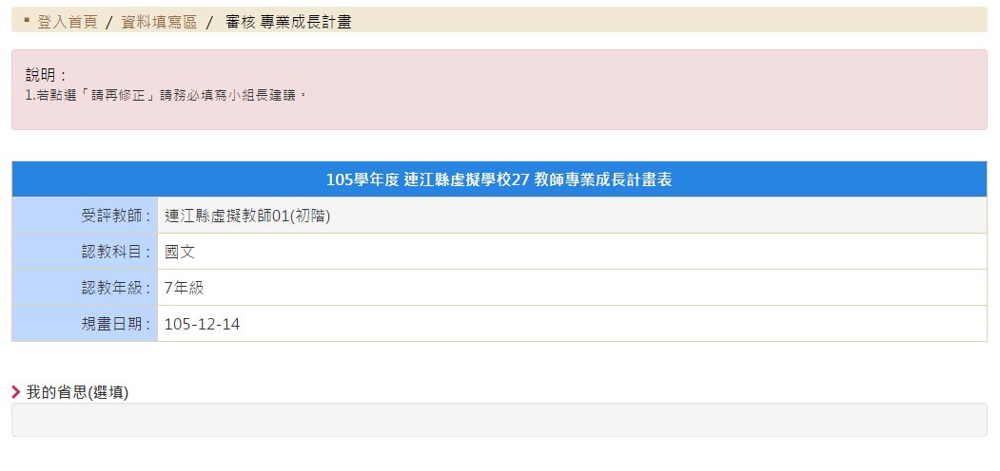 登入首頁 / 資料填寫區 / 審核 專業成長計畫
說明：
1.若點選「請再修正」請務必填寫小組長建議。
105學年度 連江縣虛擬學校27 教師專業成長計畫表
受評教師： 連江縣虛擬教師01(初階)
認教科目： 國文
認教年級： 7年級
規畫日期： 105-12-14
我的省思(選填)